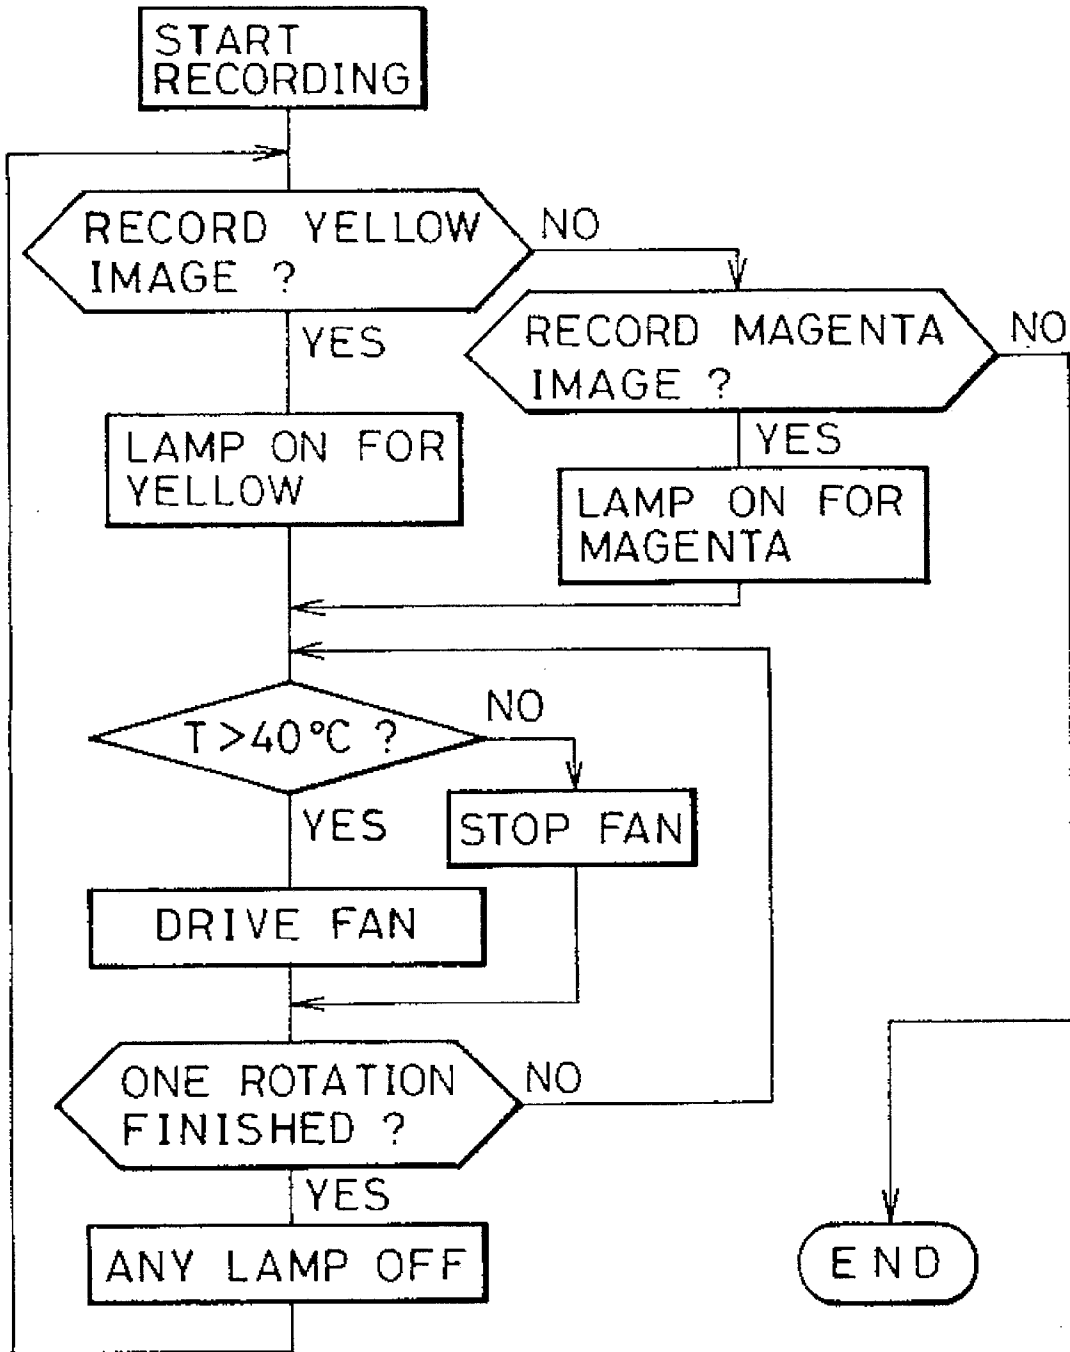 START
RECORDING
RECORD YELLOW
IMAGE ?
NO
YES
RECORD MAGENTA
IMAGE ?
NO
YES
LAMP ON FOR
YELLOW
LAMP ON FOR
MAGENTA
T>40°C ?
NO
YES
STOP FAN
DRIVE FAN
ONE ROTATION
FINISHED ?
NO
YES
ANY LAMP OFF
END